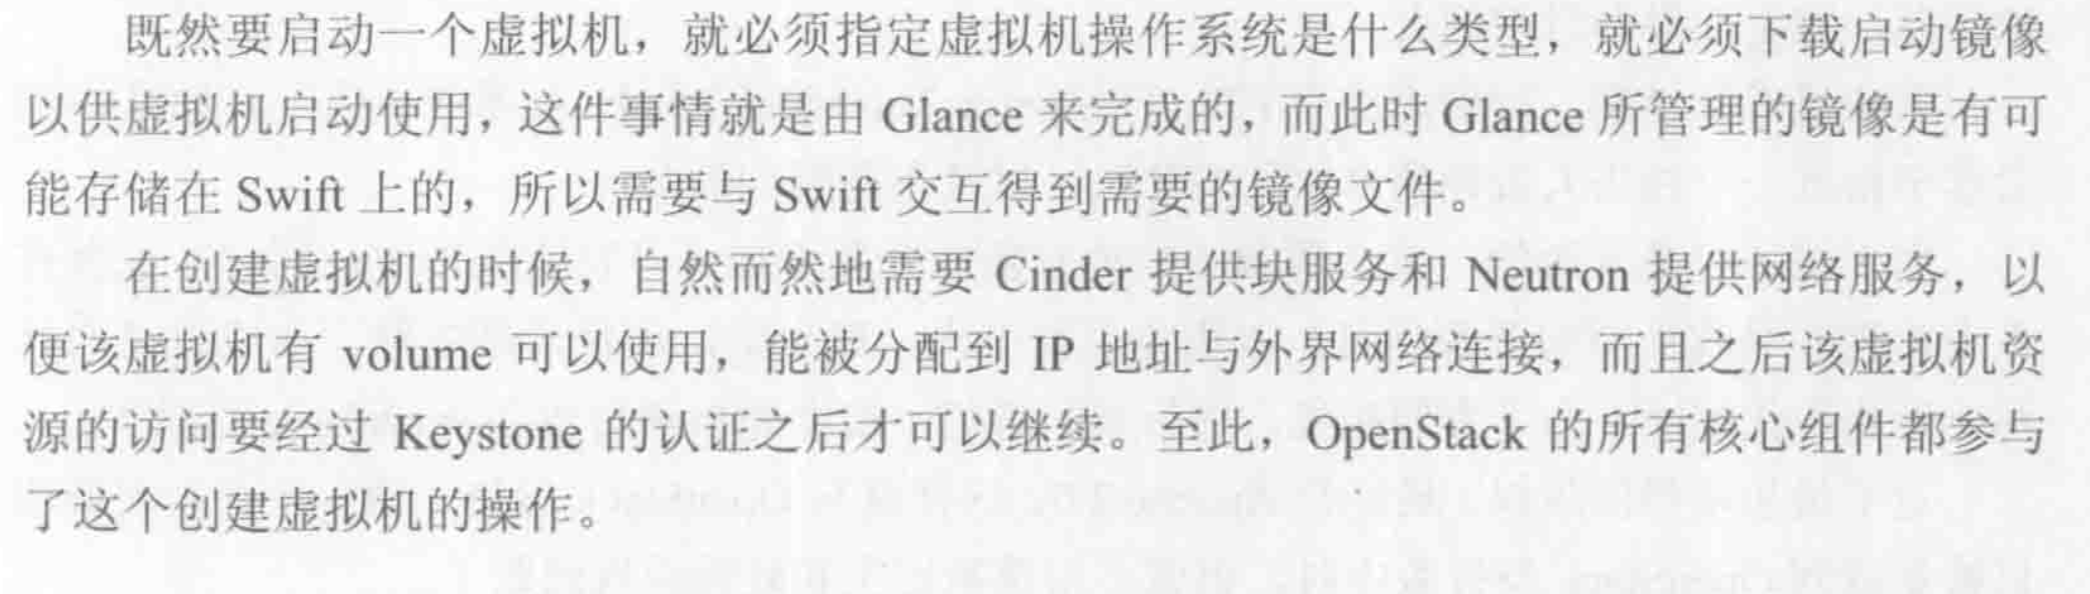 既然要启动一个虚拟机，就必须指定虚拟机操作系统是什么类型，就必须下载启动镜像
以供虚拟机启动使用，这件事情就是由 Glance 来完成的，而此时 Glance 所管理的镜像是有可
能存储在 Swift 上的，所以需要与 Swift 交互得到需要的镜像文件。
在创建虚拟机的时候，自然而然地需要 Cinder 提供块服务和 Neutron 提供网络服务，以
便该虚拟机有 volume 可以使用，能被分配到 IP 地址与外界网络连接，而且之后该虚拟机资
源的访问要经过 Keystone 的认证之后才可以继续。至此，OpenStack 的所有核心组件都参与
了这个创建虚拟机的操作。